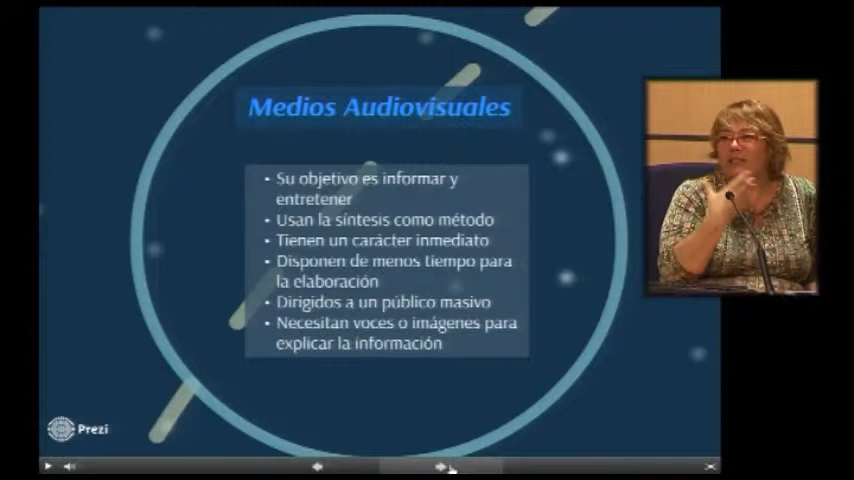 Medios Audiovisuales
• Su objetivo es informar y
entretener
• Usan la síntesis como método
• Tienen un carácter inmediato
• Disponen de menos tiempo para
la elaboración
• Dirigidos a un público masivo
• Necesitan voces o imágenes para
explicar la información
Prezi